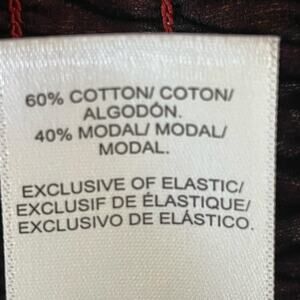 60% COTTON/ COTON/
ALGODÓN.
40% MODAL/ MODAL/
MODAL.
EXCLUSIVE OF ELASTIC/
EXCLUSIF DE ÉLASTIQUE/
EXCLUSIVO DE ELÁSTICO.